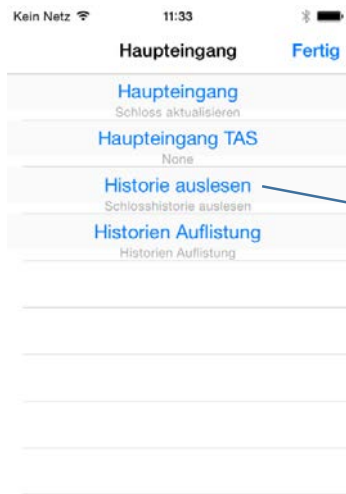 Kein Netz 11:33
Haupteingang Fertig
Haupteingang
Schloss aktualisieren
Haupteingang TAS
None
Historie auslesen
Schlosshistorie auslesen
Historien Auflistung
Historien Auflistung